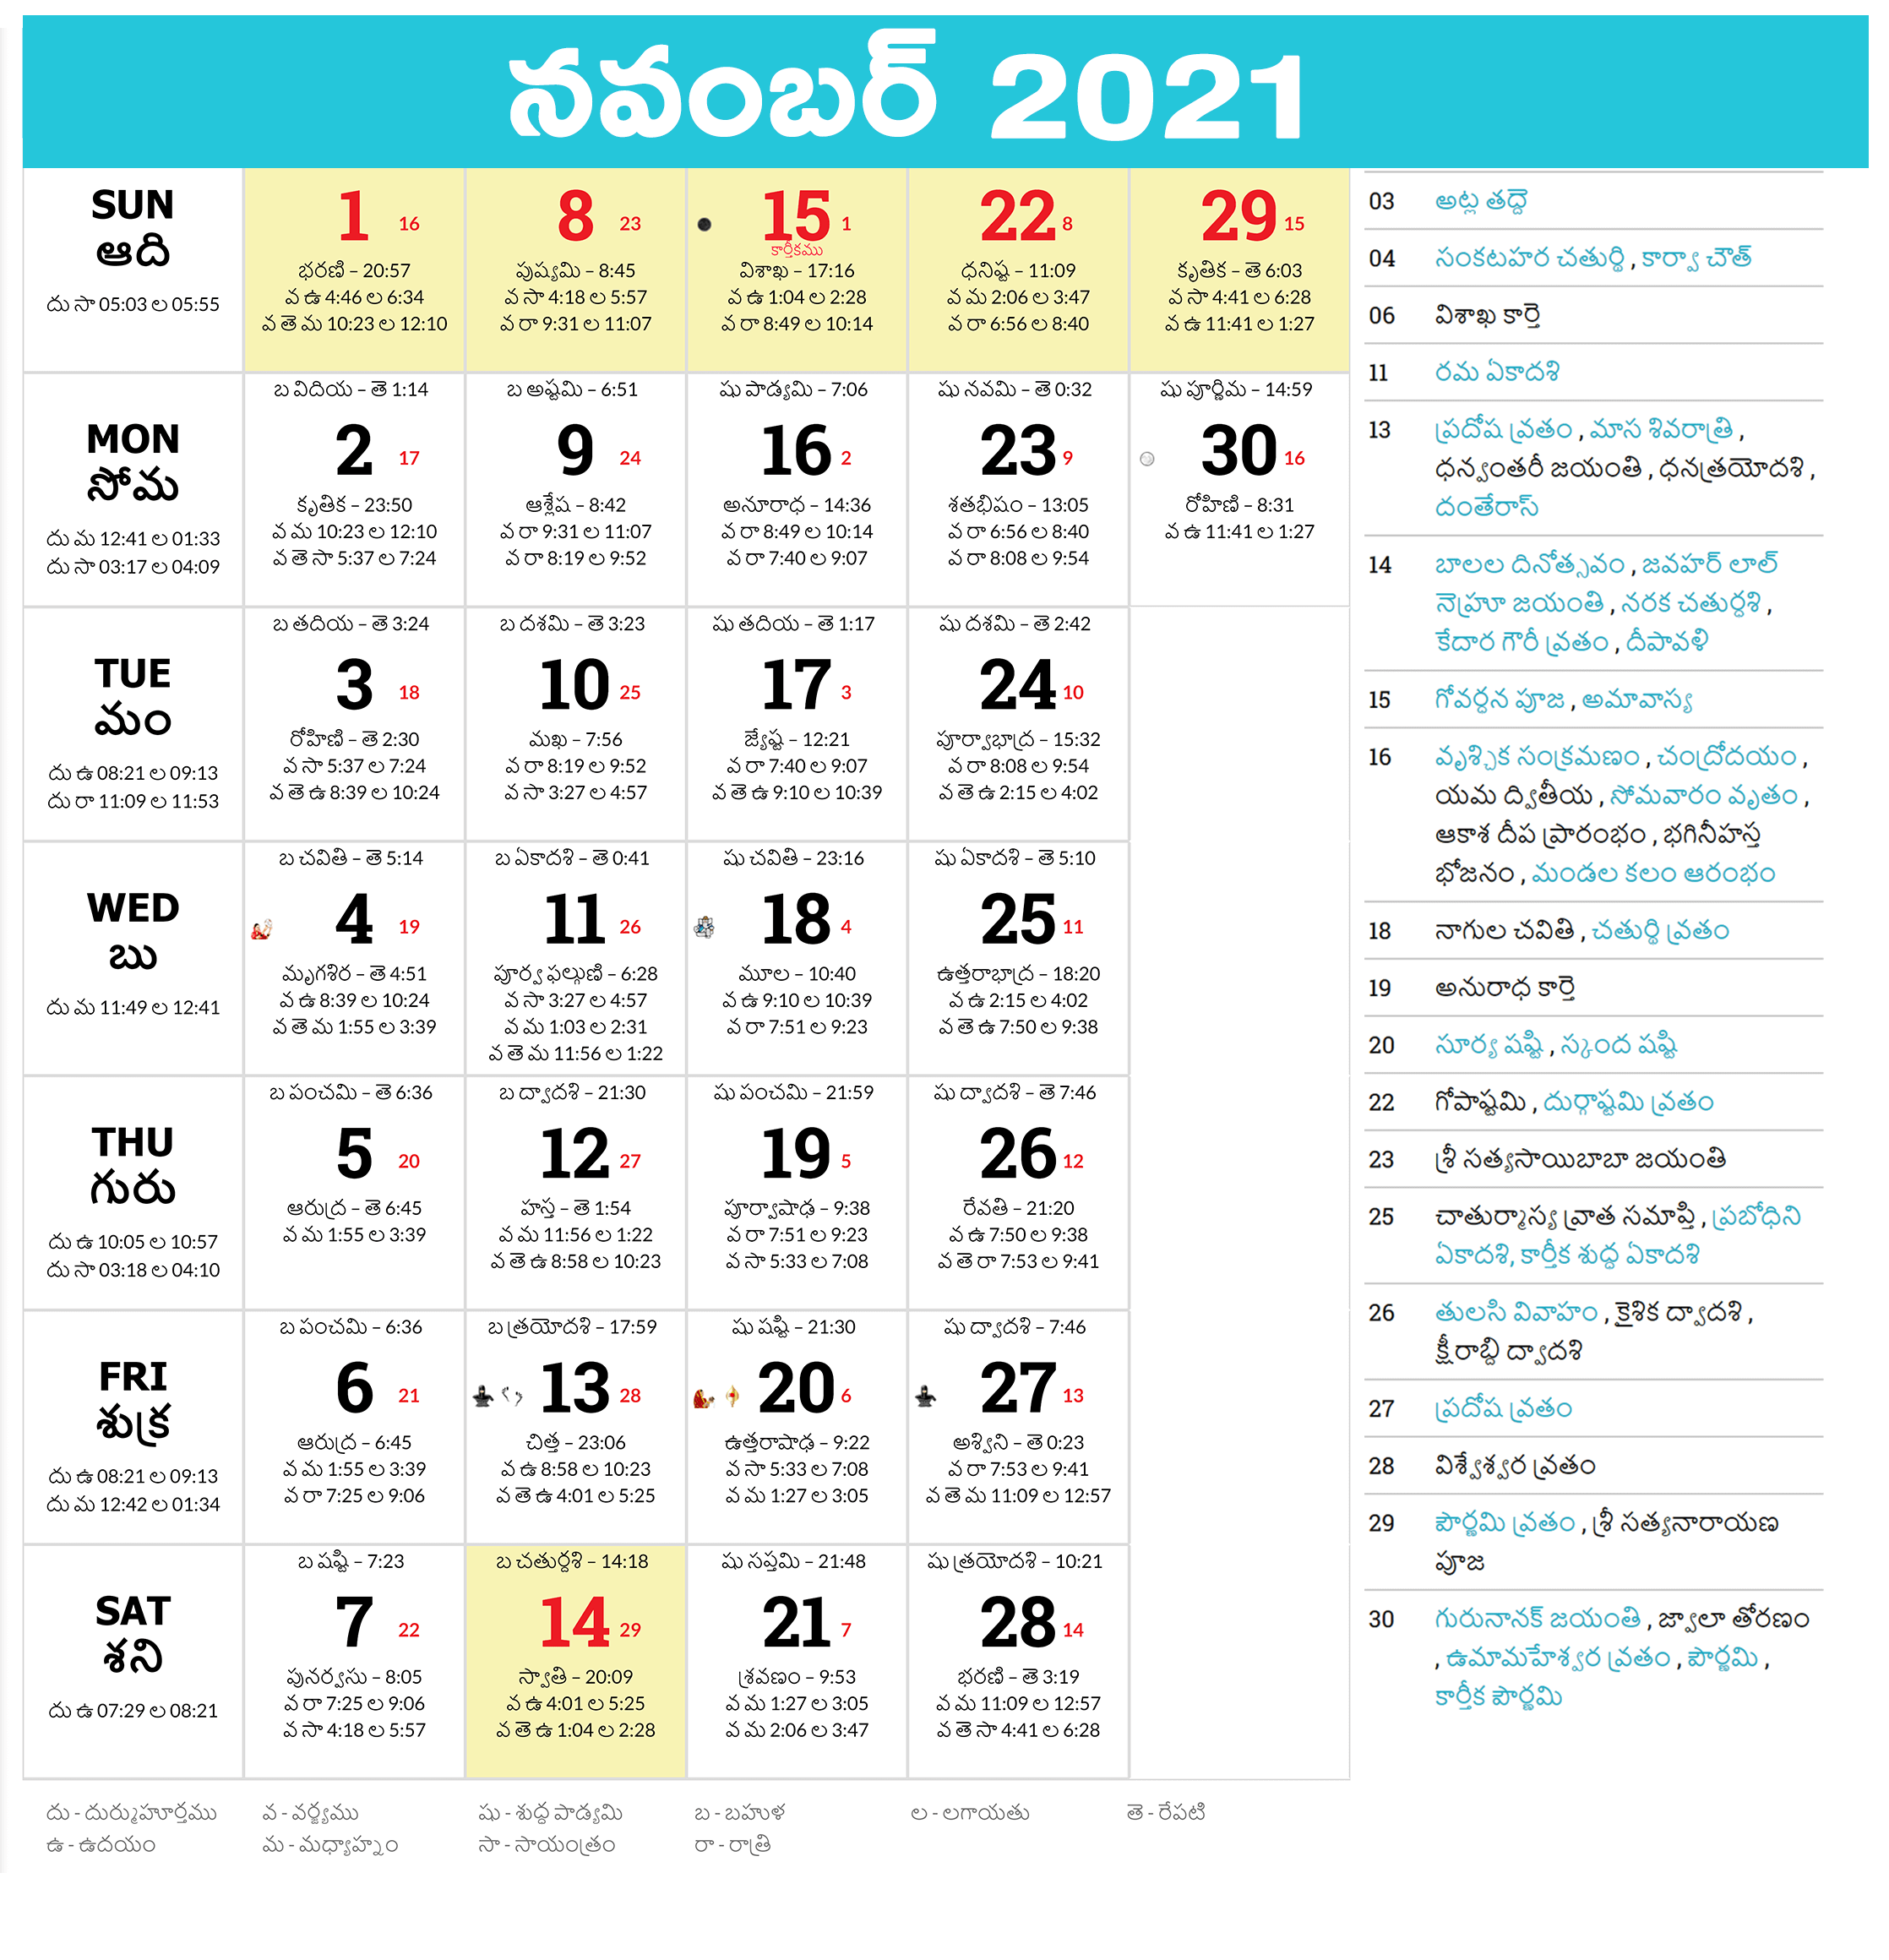 నవంబర్ 2021
SUN
ఆది
దు సా 05:03 ల 05:55
1 16
భరణి – 20:57
వ ఉ 4:46 ల 6:34
వ తె మ 10:23 ల 12:10
8 23
పుష్యమి – 8:45
వ సా 4:18 ల 5:57
వ రా 9:31 ల 11:07
15 1
కార్తీకము
విశాఖ – 17:16
వ ఉ 1:04 ల 2:28
వ రా 8:49 ల 10:14
22 8
ధనిష్ట – 11:09
వ మ 2:06 ల 3:47
వ రా 6:56 ల 8:40
29 15
కృతిక – తె 6:03
వ సా 4:41 ల 6:28
వ ఉ 11:41 ల 1:27
MON
సోమ
దు మ 12:41 ల 01:33
దు సా 03:17 ల 04:09
బ విదియ – తె 1:14
2 17
కృతిక – 23:50
వ మ 10:23 ల 12:10
వ తె సా 5:37 ల 7:24
బ అష్టమి – 6:51
9 24
ఆశ్లేష – 8:42
వ రా 9:31 ల 11:07
వ రా 8:19 ల 9:52
షు పాడ్యమి – 7:06
16 2
అనూరాధ – 14:36
వ రా 8:49 ల 10:14
వ రా 7:40 ల 9:07
షు నవమి – తె 0:32
23 9
శతభిషం – 13:05
వ రా 6:56 ల 8:40
వ రా 8:08 ల 9:54
షు పూర్ణిమ – 14:59
30 16
రోహిణి – 8:31
వ ఉ 11:41 ల 1:27
TUE
మం
దు ఉ 08:21 ల 09:13
దు రా 11:09 ల 11:53
బ తదియ – తె 3:24
3 18
రోహిణి – తె 2:30
వ సా 5:37 ల 7:24
వ తె ఉ 8:39 ల 10:24
బ దశమి – తె 3:23
10 25
మఖ – 7:56
వ రా 8:19 ల 9:52
వ సా 3:27 ల 4:57
షు తదియ – తె 1:17
17 3
జ్యేష్ట – 12:21
వ రా 7:40 ల 9:07
వ తె ఉ 9:10 ల 10:39
షు దశమి – తె 2:42
24 10
పూర్వాభాద్ర – 15:32
వ రా 8:08 ల 9:54
వ తె ఉ 2:15 ల 4:02
WED
బు
దు మ 11:49 ల 12:41
బ చవితి – తె 5:14
4 19
మృగశిర – తె 4:51
వ ఉ 8:39 ల 10:24
వ తె మ 1:55 ల 3:39
బ ఏకాదశి – తె 0:41
11 26
పూర్వ ఫల్గుణి – 6:28
వ సా 3:27 ల 4:57
వ మ 1:03 ల 2:31
వ తె మ 11:56 ల 1:22
షు చవితి – 23:16
18 4
మూల – 10:40
వ ఉ 9:10 ల 10:39
వ రా 7:51 ల 9:23
షు ఏకాదశి – తె 5:10
25 11
ఉత్తరాభాద్ర – 18:20
వ ఉ 2:15 ల 4:02
వ తె ఉ 7:50 ల 9:38
THU
గురు
దు ఉ 10:05 ల 10:57
దు సా 03:18 ల 04:10
బ పంచమి – తె 6:36
5 20
ఆరుద్ర – తె 6:45
వ మ 1:55 ల 3:39
బ ద్వాదశి – 21:30
12 27
హస్త – తె 1:54
వ మ 11:56 ల 1:22
వ తె ఉ 8:58 ల 10:23
షు పంచమి – 21:59
19 5
పూర్వాషాఢ – 9:38
వ రా 7:51 ల 9:23
వ సా 5:33 ల 7:08
షు ద్వాదశి – తె 7:46
26 12
రేవతి – 21:20
వ ఉ 7:50 ల 9:38
వ తె రా 7:53 ల 9:41
FRI
శుక్ర
దు ఉ 08:21 ల 09:13
దు మ 12:42 ల 01:34
బ పంచమి – 6:36
6 21
ఆరుద్ర – 6:45
వ మ 1:55 ల 3:39
వ రా 7:25 ల 9:06
బ త్రయోదశి – 17:59
13 28
చిత్త – 23:06
వ ఉ 8:58 ల 10:23
వ తె ఉ 4:01 ల 5:25
షు షష్టి – 21:30
20 6
ఉత్తరాషాఢ – 9:22
వ సా 5:33 ల 7:08
వ మ 1:27 ల 3:05
షు ద్వాదశి – 7:46
27 13
అశ్విని – తె 0:23
వ రా 7:53 ల 9:41
వ తె మ 11:09 ల 12:57
SAT
శని
దు ఉ 07:29 ల 08:21
బ షష్టి – 7:23
7 22
పునర్వసు – 8:05
వ రా 7:25 ల 9:06
వ సా 4:18 ల 5:57
బ చతుర్దశి – 14:18
14 29
స్వాతి – 20:09
వ ఉ 4:01 ల 5:25
వ తె ఉ 1:04 ల 2:28
షు సప్తమి – 21:48
21 7
శ్రవణం – 9:53
వ మ 1:27 ల 3:05
వ మ 2:06 ల 3:47
షు త్రయోదశి – 10:21
28 14
భరణి – తె 3:19
వ మ 11:09 ల 12:57
వ తె సా 4:41 ల 6:28
03 అట్ల తద్దె
04 సంకటహర చతుర్థి , కార్వా చౌత్
06 విశాఖ కార్తె
11 రమ ఏకాదశి
13 ప్రదోష వ్రతం , మాస శివరాత్రి ,
ధన్వంతరీ జయంతి , ధనత్రయోదశి ,
దంతేరాస్
14 బాలల దినోత్సవం , జవహర్ లాల్
నెహ్రూ జయంతి , నరక చతుర్దశి ,
కేదార గౌరీ వ్రతం , దీపావళి
15 గోవర్దన పూజ , అమావాస్య
16 వృశ్చిక సంక్రమణం , చంద్రోదయం ,
యమ ద్వితీయ , సోమవారం వృతం ,
ఆకాశ దీప ప్రారంభం , భగినీహస్త
భోజనం , మండల కలం ఆరంభం
18 నాగుల చవితి , చతుర్థి వ్రతం
19 అనురాధ కార్తె
20 సూర్య షష్టి , స్కంద షష్టి
22 గోపాష్టమి , దుర్గాష్టమి వ్రతం
23 శ్రీ సత్యసాయిబాబా జయంతి
25 చాతుర్మాస్య వ్రాత సమాప్తి , ప్రబోధిని
ఏకాదశి, కార్తీక శుద్ద ఏకాదశి
26 తులసి వివాహం , కైశిక ద్వాదశి ,
క్షీరాబ్ది ద్వాదశి
27 ప్రదోష వ్రతం
28 విశ్వేశ్వర వ్రతం
29 పౌర్ణమి వ్రతం , శ్రీ సత్యనారాయణ
పూజ
30 గురునానక్ జయంతి , జ్వాలా తోరణం
, ఉమామహేశ్వర వ్రతం , పౌర్ణమి ,
కార్తీక పౌర్ణమి
దు - దుర్ముహూర్తము వ - వర్జ్యము షు - శుద్ద పాడ్యమి బ - బహుళ ల - లగాయతు తె - రేపటి
ఉ - ఉదయం మ - మధ్యాహ్నం సా - సాయంత్రం రా - రాత్రి